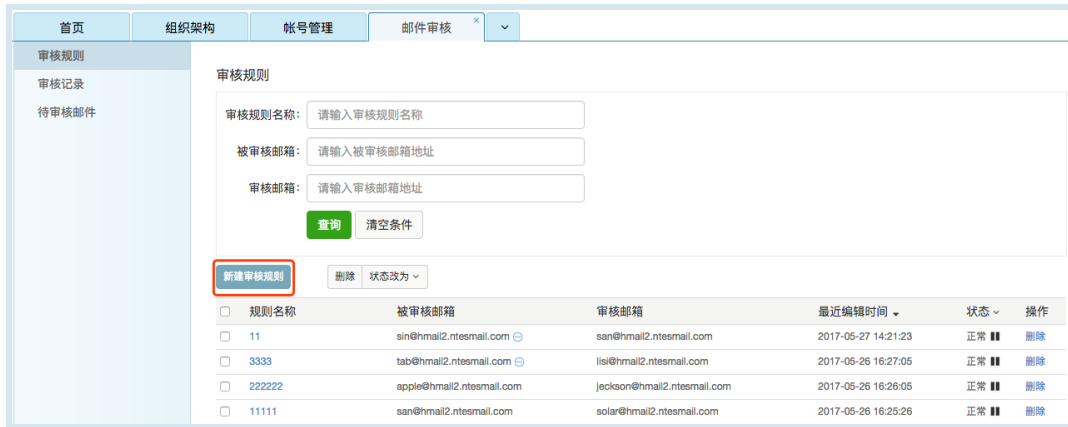 首页 组织架构 帐号管理 邮件审核 ×
审核规则
审核记录
待审核邮件
审核规则
审核规则名称: 请输入审核规则名称
被审核邮箱: 请输入被审核邮箱地址
审核邮箱: 请输入审核邮箱地址
查询 清空条件
新建审核规则 删除 状态改为
规则名称 被审核邮箱 审核邮箱 最近编辑时间 状态 操作
11 sin@hmail2.ntesmail.com san@hmail2.ntesmail.com 2017-05-27 14:21:23 正常 删除
3333 tab@hmail2.ntesmail.com lisi@hmail2.ntesmail.com 2017-05-26 16:27:05 正常 删除
222222 apple@hmail2.ntesmail.com jeckson@hmail2.ntesmail.com 2017-05-26 16:26:05 正常 删除
11111 san@hmail2.ntesmail.com solar@hmail2.ntesmail.com 2017-05-26 16:25:26 正常 删除